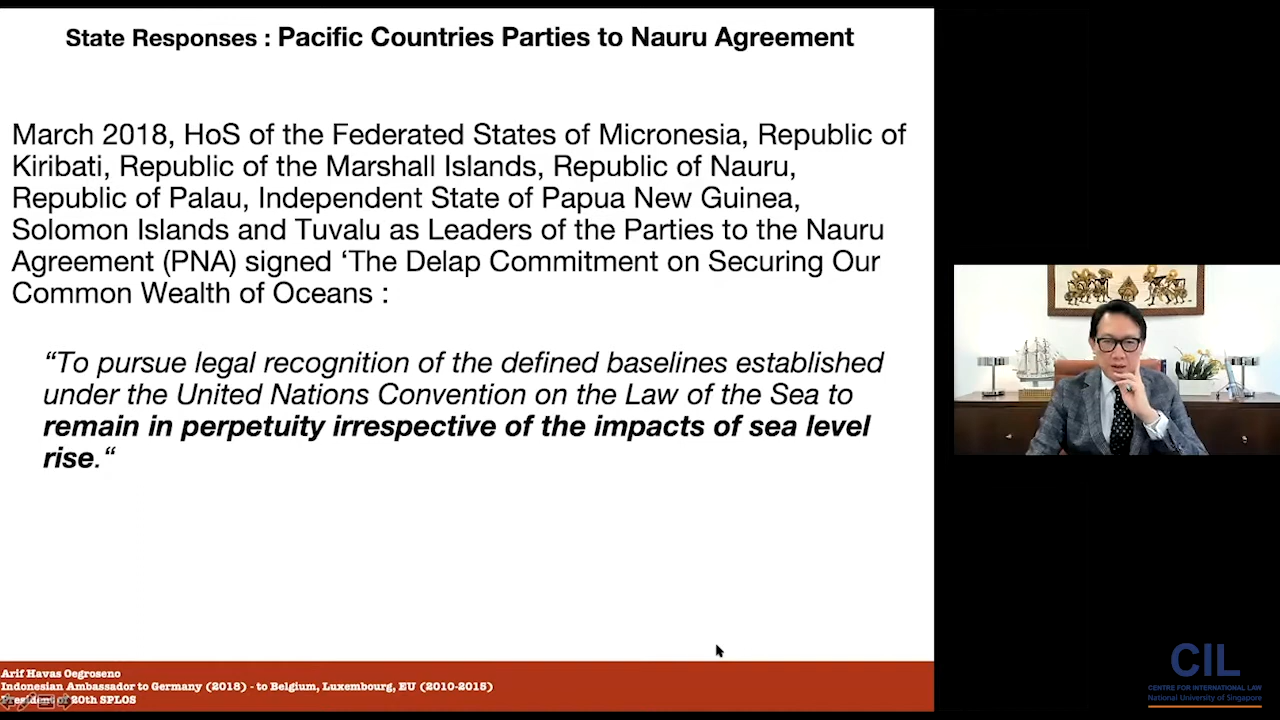 State Responses : Pacific Countries Parties to Nauru Agreement
March 2018, HoS of the Federated States of Micronesia, Republic of
Kiribati, Republic of the Marshall Islands, Republic of Nauru,
Republic of Palau, Independent State of Papua New Guinea,
Solomon Islands and Tuvalu as Leaders of the Parties to the Nauru
Agreement (PNA) signed ‘The Delap Commitment on Securing Our
Common Wealth of Oceans :
“To pursue legal recognition of the defined baselines established
under the United Nations Convention on the Law of the Sea to
remain in perpetuity irrespective of the impacts of sea level
rise.“
Arif Havas Oegroseno
Indonesian Ambassador to Germany (2018) - to Belgium, Luxembourg, EU (2010-2015)
President of 20th SPLOS
CIL
CENTRE FOR INTERNATIONAL LAW
National University of Singapore